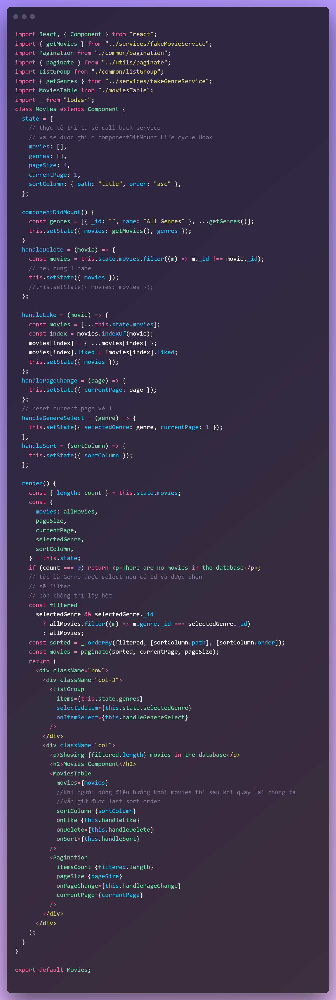 import React, { Component } from "react";
import { getMovies } from "../services/fakeMovieService";
import Pagination from "./common/pagination";
import { paginate } from "../utils/paginate";
import ListGroup from "./common/listGroup";
import { getGenres } from "../services/fakeGenreService";
import MoviesTable from "./moviesTable";
import _ from "lodash";
class Movies extends Component {
  state = {
    // thực tế thì ta sẽ call back service
    // va se duoc ghi o componentDitMount Life cycle Hook
    movies: [],
    genres: [],
    pageSize: 4,
    currentPage: 1,
    sortColumn: { path: "title", order: "asc" },
  };

  componentDidMount() {
    const genres = [{ _id: "", name: "All Genres" }, ...getGenres()];
    this.setState({ movies: getMovies(), genres });
  }
  handleDelete = (movie) => {
    const movies = this.state.movies.filter((m) => m._id !== movie._id);
    // neu cung 1 name
    this.setState({ movies });
    //this.setState({ movies: movies });
  };

  handleLike = (movie) => {
    const movies = [...this.state.movies];
    const index = movies.indexOf(movie);
    movies[index] = { ...movies[index] };
    movies[index].liked = !movies[index].liked;
    this.setState({ movies });
  };
  handlePageChange = (page) => {
    this.setState({ currentPage: page });
  };
  // reset current page về 1
  handleGenereSelect = (genre) => {
    this.setState({ selectedGenre: genre, currentPage: 1 });
  };
  handleSort = (sortColumn) => {
    this.setState({ sortColumn });
  };

  render() {
    const { length: count } = this.state.movies;
    const {
      movies: allMovies,
      pageSize,
      currentPage,
      selectedGenre,
      sortColumn,
    } = this.state;
    if (count === 0) return <p>There are no movies in the database</p>;
    // tức là Genre được select nếu có Id và được chọn
    // sẽ filter
    // còn không thì lấy hết
    const filtered =
      selectedGenre && selectedGenre._id
        ? allMovies.filter((m) => m.genre._id === selectedGenre._id)
        : allMovies;
    const sorted = _.orderBy(filtered, [sortColumn.path], [sortColumn.order]);
    const movies = paginate(sorted, currentPage, pageSize);
    return (
      <div className="row">
        <div className="col-3">
          <ListGroup
            items={this.state.genres}
            selectedItem={this.state.selectedGenre}
            onItemSelect={this.handleGenereSelect}
          />
        </div>
        <div className="col">
          <p>Showing {filtered.length} movies in the database</p>
          <h2>Movies Component</h2>
          <MoviesTable
            movies={movies}
            //Khi người dùng điều hướng khỏi movies thì sau khi quay lại chúng ta
            //vẫn giữ được last sort order
            sortColumn={sortColumn}
            onLike={this.handleLike}
            onDelete={this.handleDelete}
            onSort={this.handleSort}
          />
          <Pagination
            itemsCount={filtered.length}
            pageSize={pageSize}
            onPageChange={this.handlePageChange}
            currentPage={currentPage}
          />
        </div>
      </div>
    );
  }
}

export default Movies;